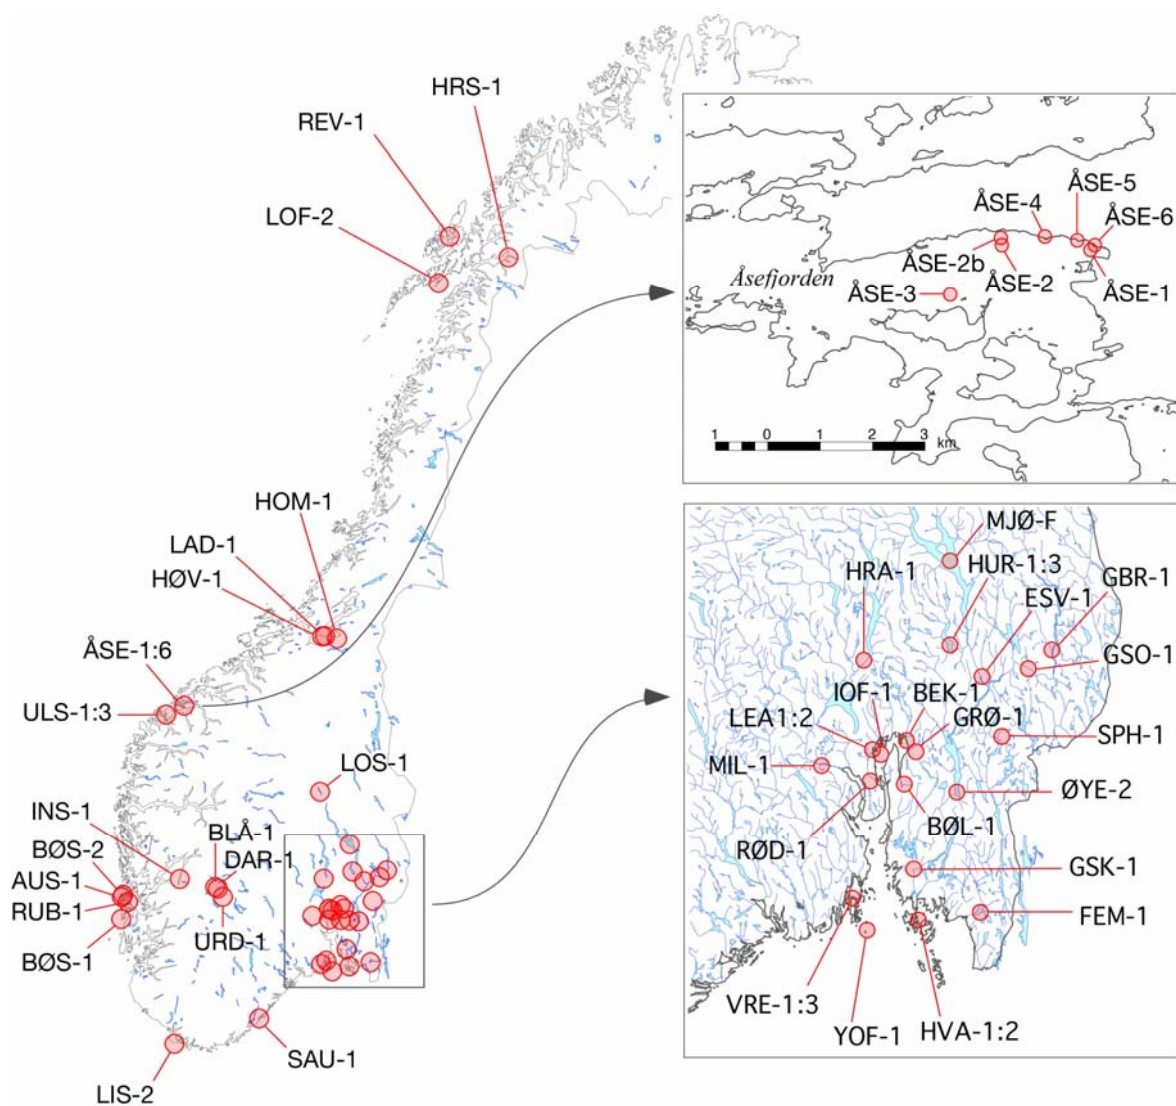 HRS-1
REV-1
LOF-2
HOM-1
LAD-1
HØV-1
ÅSE-1:6
ULS-1:3
LOS-1
INS-1
BLÅ-1
BØS-2
DAR-1
AUS-1
RUB-1
URD-1
BØS-1
SAU-1
LIS-2
ÅSE-5
ÅSE-4
ÅSE-6
ÅSE-2b
Åsefjorden
ÅSE-2
ÅSE-1
ÅSE-3
1 0 1 2 3
km
MJØ-F
HUR-1:3
HRA-1
GBR-1
ESV-1
GSO-1
IOF-1
BEK-1
LEA1:2
GRØ-1
SPH-1
MIL-1
ØYE-2
BØL-1
RØD-1
GSK-1
FEM-1
VRE-1:3
YOF-1
HVA-1:2